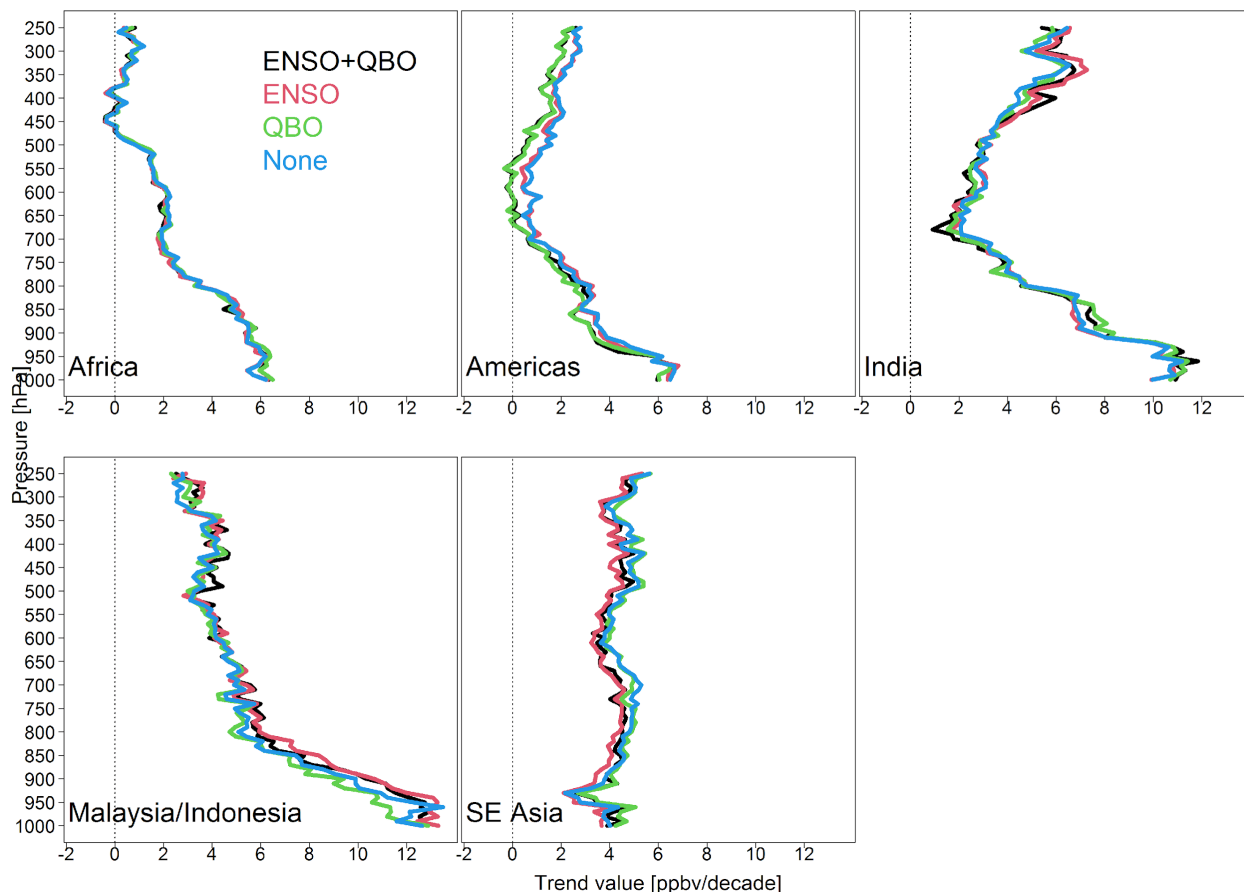 250
300
350
400
450
500
550
600
650
700
750
800
850
900
950
1000
ENSO+QBO
ENSO
QBO
None
Africa
Americas
India
-2 0 2 4 6 8 10 12
-2 0 2 4 6 8 10 12
-2 0 2 4 6 8 10 12
Pressure [hPa]
250
300
350
400
450
500
550
600
650
700
750
800
850
900
950
1000
Malaysia/Indonesia
SE Asia
-2 0 2 4 6 8 10 12
-2 0 2 4 6 8 10 12
Trend value [ppbv/decade]